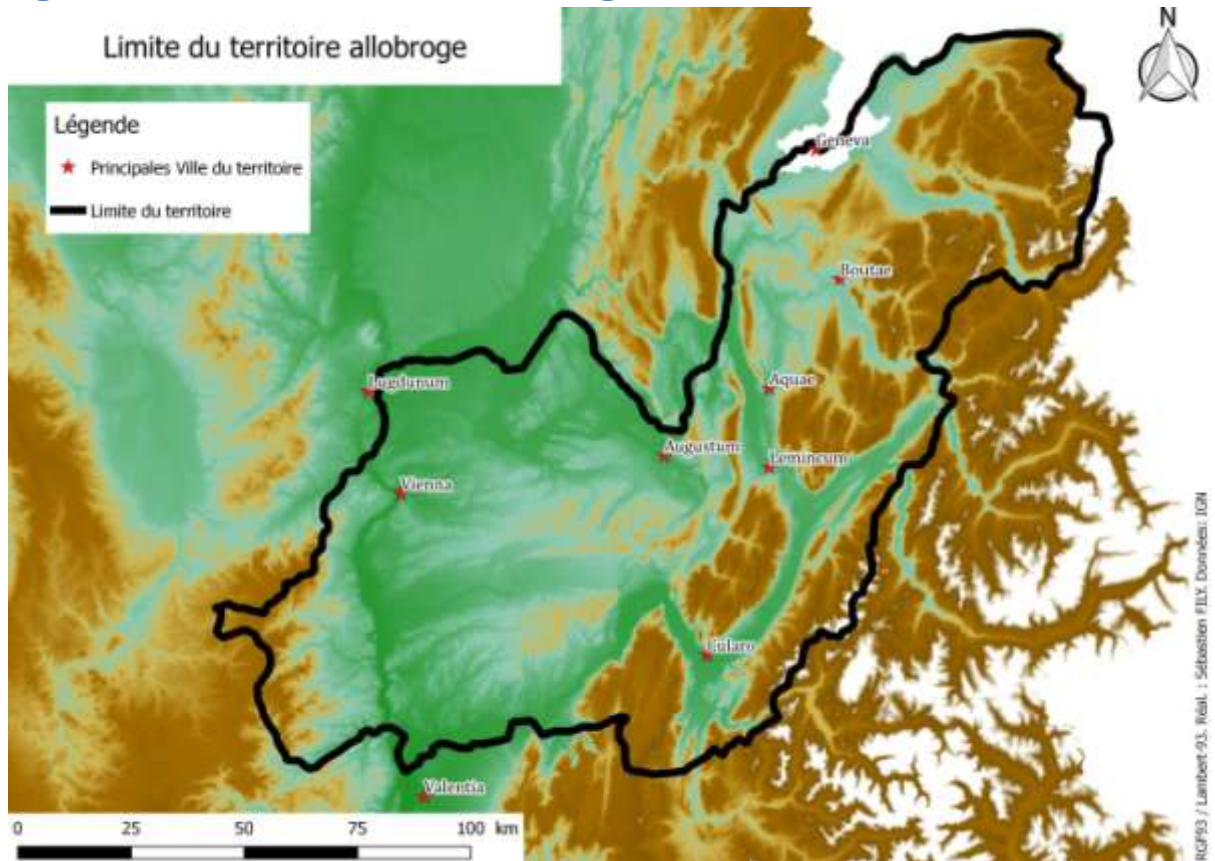 Limite du territoire allobroge
N
Légende
Principales Ville du territoire
Limite du territoire
Geneva
Boutae
Lugdunum
Aquae
Augustum
Lemincum
Vienna
Cularo
Valentia
0 25 50 75 100 km
RGF93 / Lambert-93. Réal. : Sébastien FILY. Données: IGN